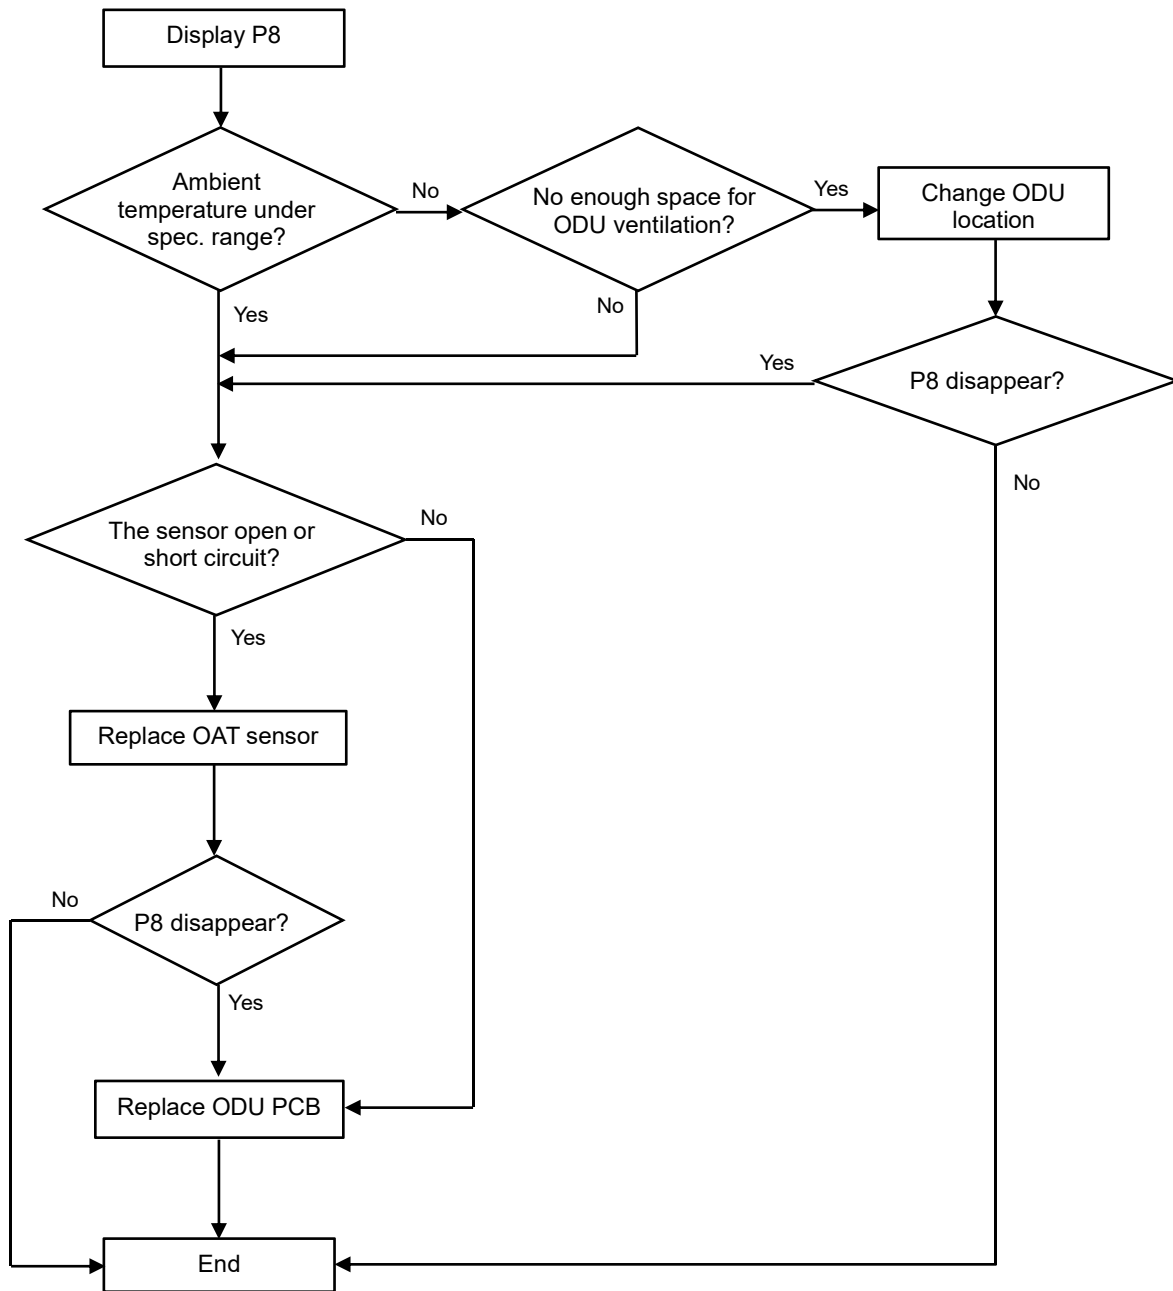 Display P8
Ambient
temperature under
spec. range?
No
No enough space for
ODU ventilation?
Yes
Change ODU
location
Yes
No
Yes
P8 disappear?
No
The sensor open or
short circuit?
No
Yes
Replace OAT sensor
No
P8 disappear?
Yes
Replace ODU PCB
End